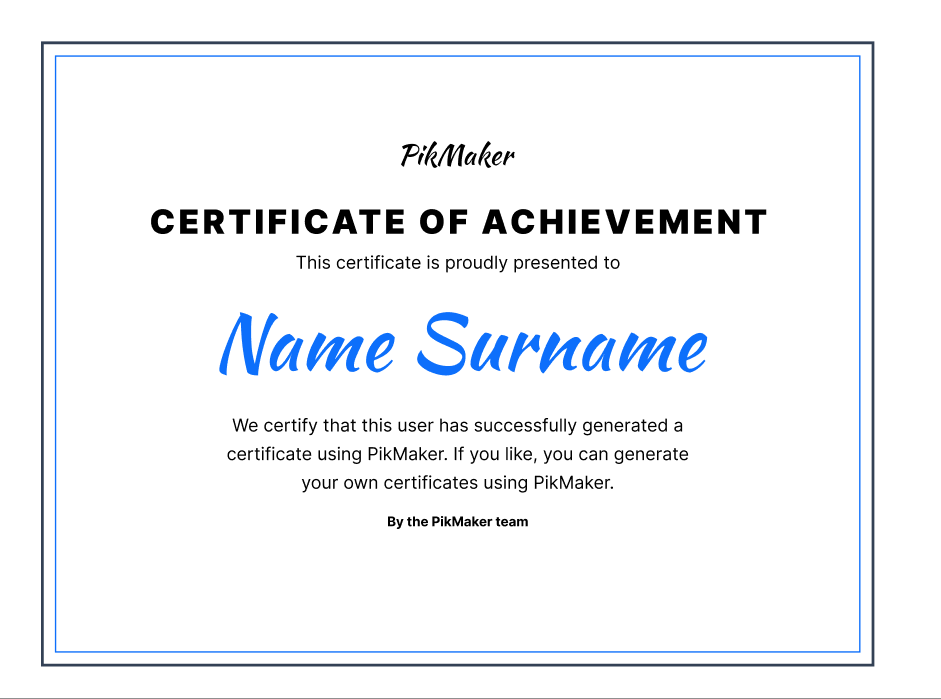 PikMaker
CERTIFICATE OF ACHIEVEMENT
This certificate is proudly presented to
Name Surname
We certify that this user has successfully generated a
certificate using PikMaker. If you like, you can generate
your own certificates using PikMaker.
By the PikMaker team